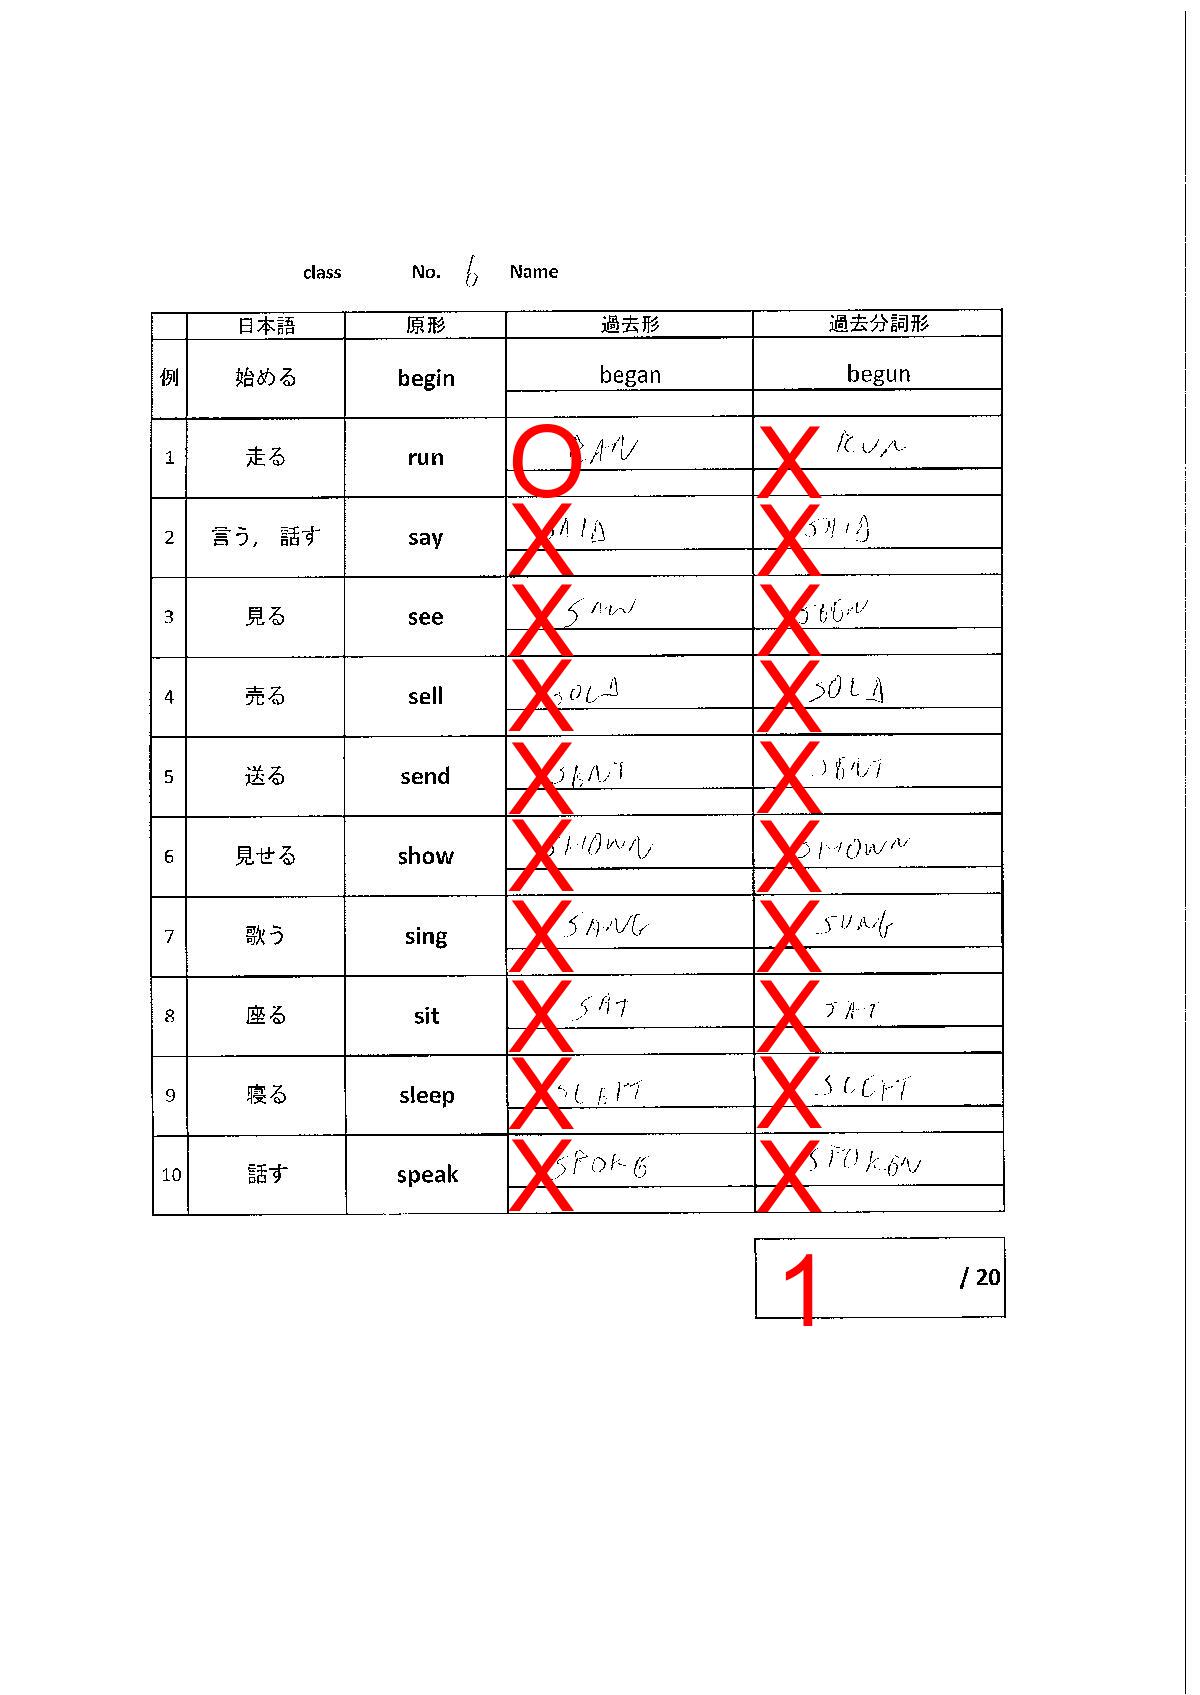 class No. 6 Name
日本語 原形 過去形 過去分詞形
例 始める begin began begun
1 走る run O RAN X RUN
2 言う, 話す say X SAID X SAID
3 見る see X SAW X SEEN
4 売る sell X SOLD X SOLD
5 送る send X SENT X SENT
6 見せる show X SHOWN X SHOWN
7 歌う sing X SANG X SUNG
8 座る sit X SAT X SAT
9 寝る sleep X SLEPT X SLEPT
10 話す speak X SPOKE X SPOKEN
1 / 20